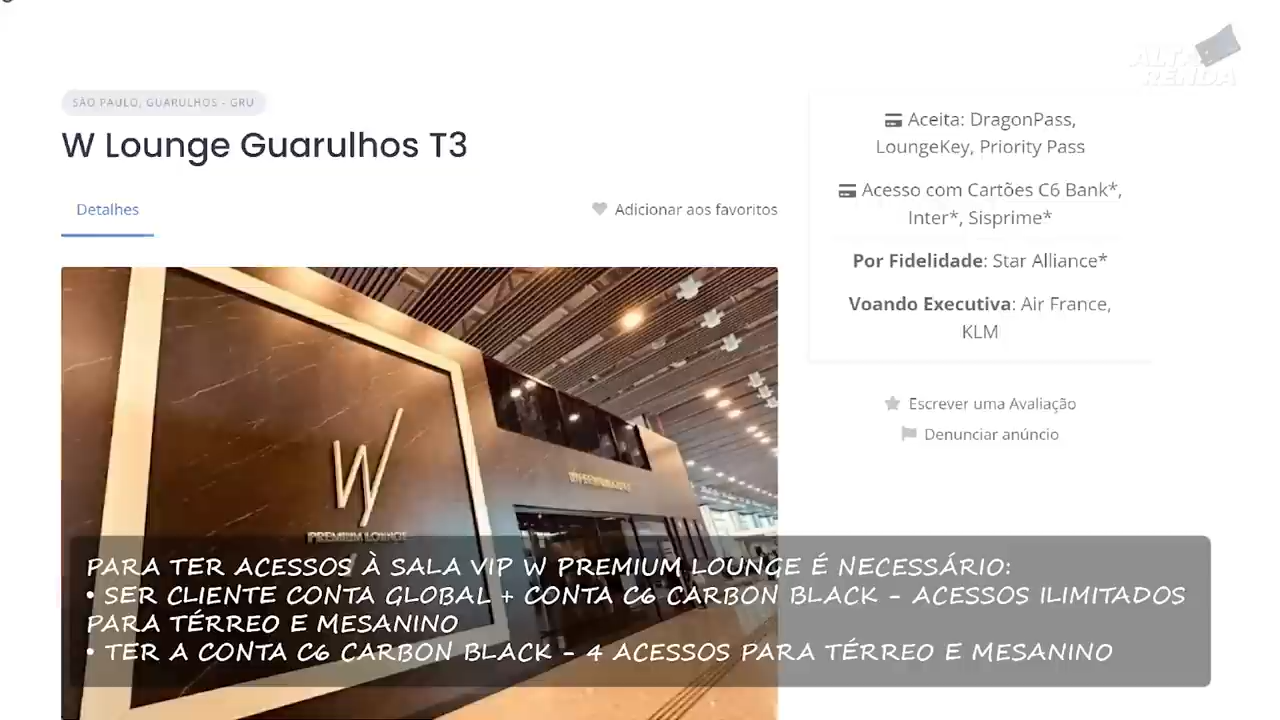 ALTA
RENDA
SÃO PAULO, GUARULHOS - GRU
W Lounge Guarulhos T3
Detalhes
Adicionar aos favoritos
Aceita: DragonPass,
LoungeKey, Priority Pass
Acesso com Cartões C6 Bank*,
Inter*, Sisprime*
Por Fidelidade: Star Alliance*
Voando Executiva: Air France,
KLM
Escrever uma Avaliação
Denunciar anúncio
W
PREMIUM LOUNGE
PARA TER ACESSOS À SALA VIP W PREMIUM LOUNGE É NECESSÁRIO:
• SER CLIENTE CONTA GLOBAL + CONTA C6 CARBON BLACK - ACESSOS ILIMITADOS
PARA TÉRREO E MESANINO
• TER A CONTA C6 CARBON BLACK - 4 ACESSOS PARA TÉRREO E MESANINO